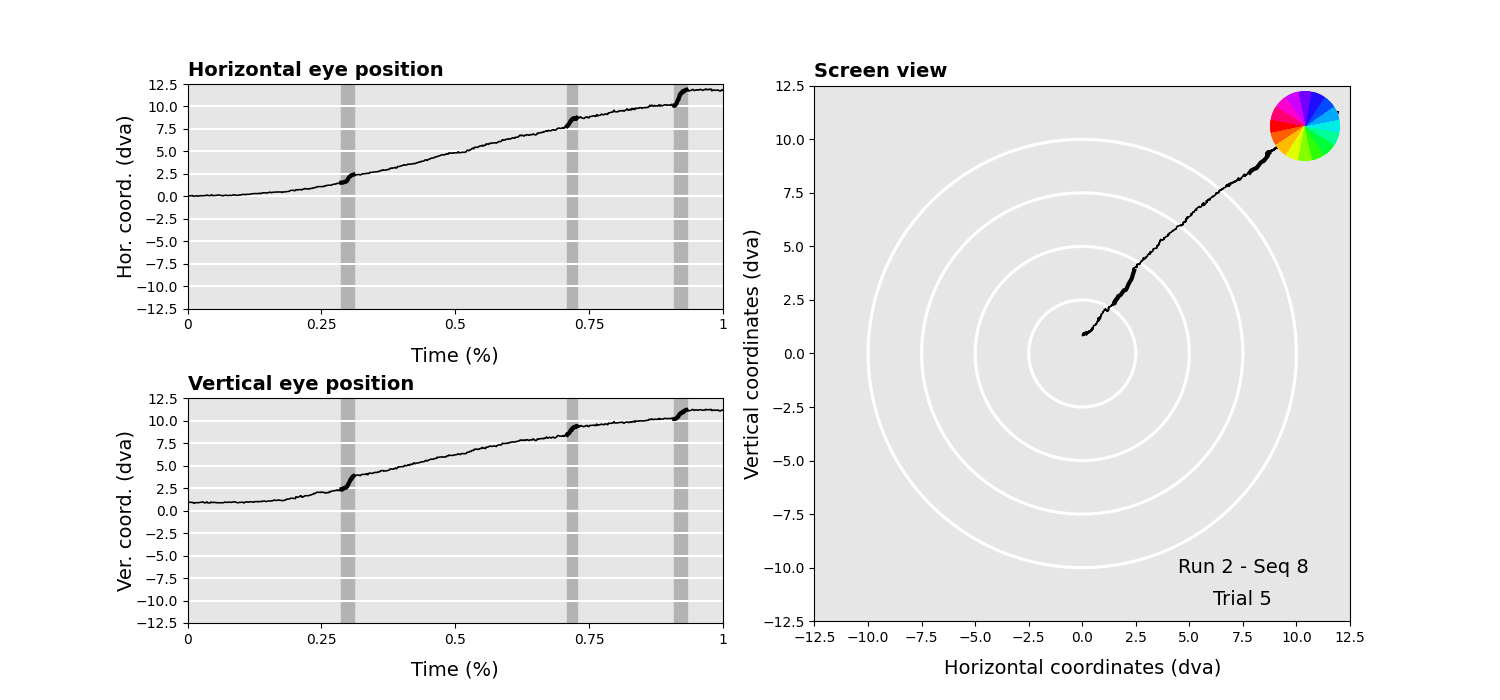 Horizontal eye position
Hor. coord. (dva)
12.5
10.0
7.5
5.0
2.5
0.0
−2.5
−5.0
−7.5
−10.0
−12.5
0 0.25 0.5 0.75 1
Time (%)
Vertical eye position
Ver. coord. (dva)
12.5
10.0
7.5
5.0
2.5
0.0
−2.5
−5.0
−7.5
−10.0
−12.5
0 0.25 0.5 0.75 1
Time (%)
Screen view
Vertical coordinates (dva)
12.5
10.0
7.5
5.0
2.5
0.0
−2.5
−5.0
−7.5
−10.0
−12.5
Run 2 - Seq 8
Trial 5
−12.5 −10.0 −7.5 −5.0 −2.5 0.0 2.5 5.0 7.5 10.0 12.5
Horizontal coordinates (dva)